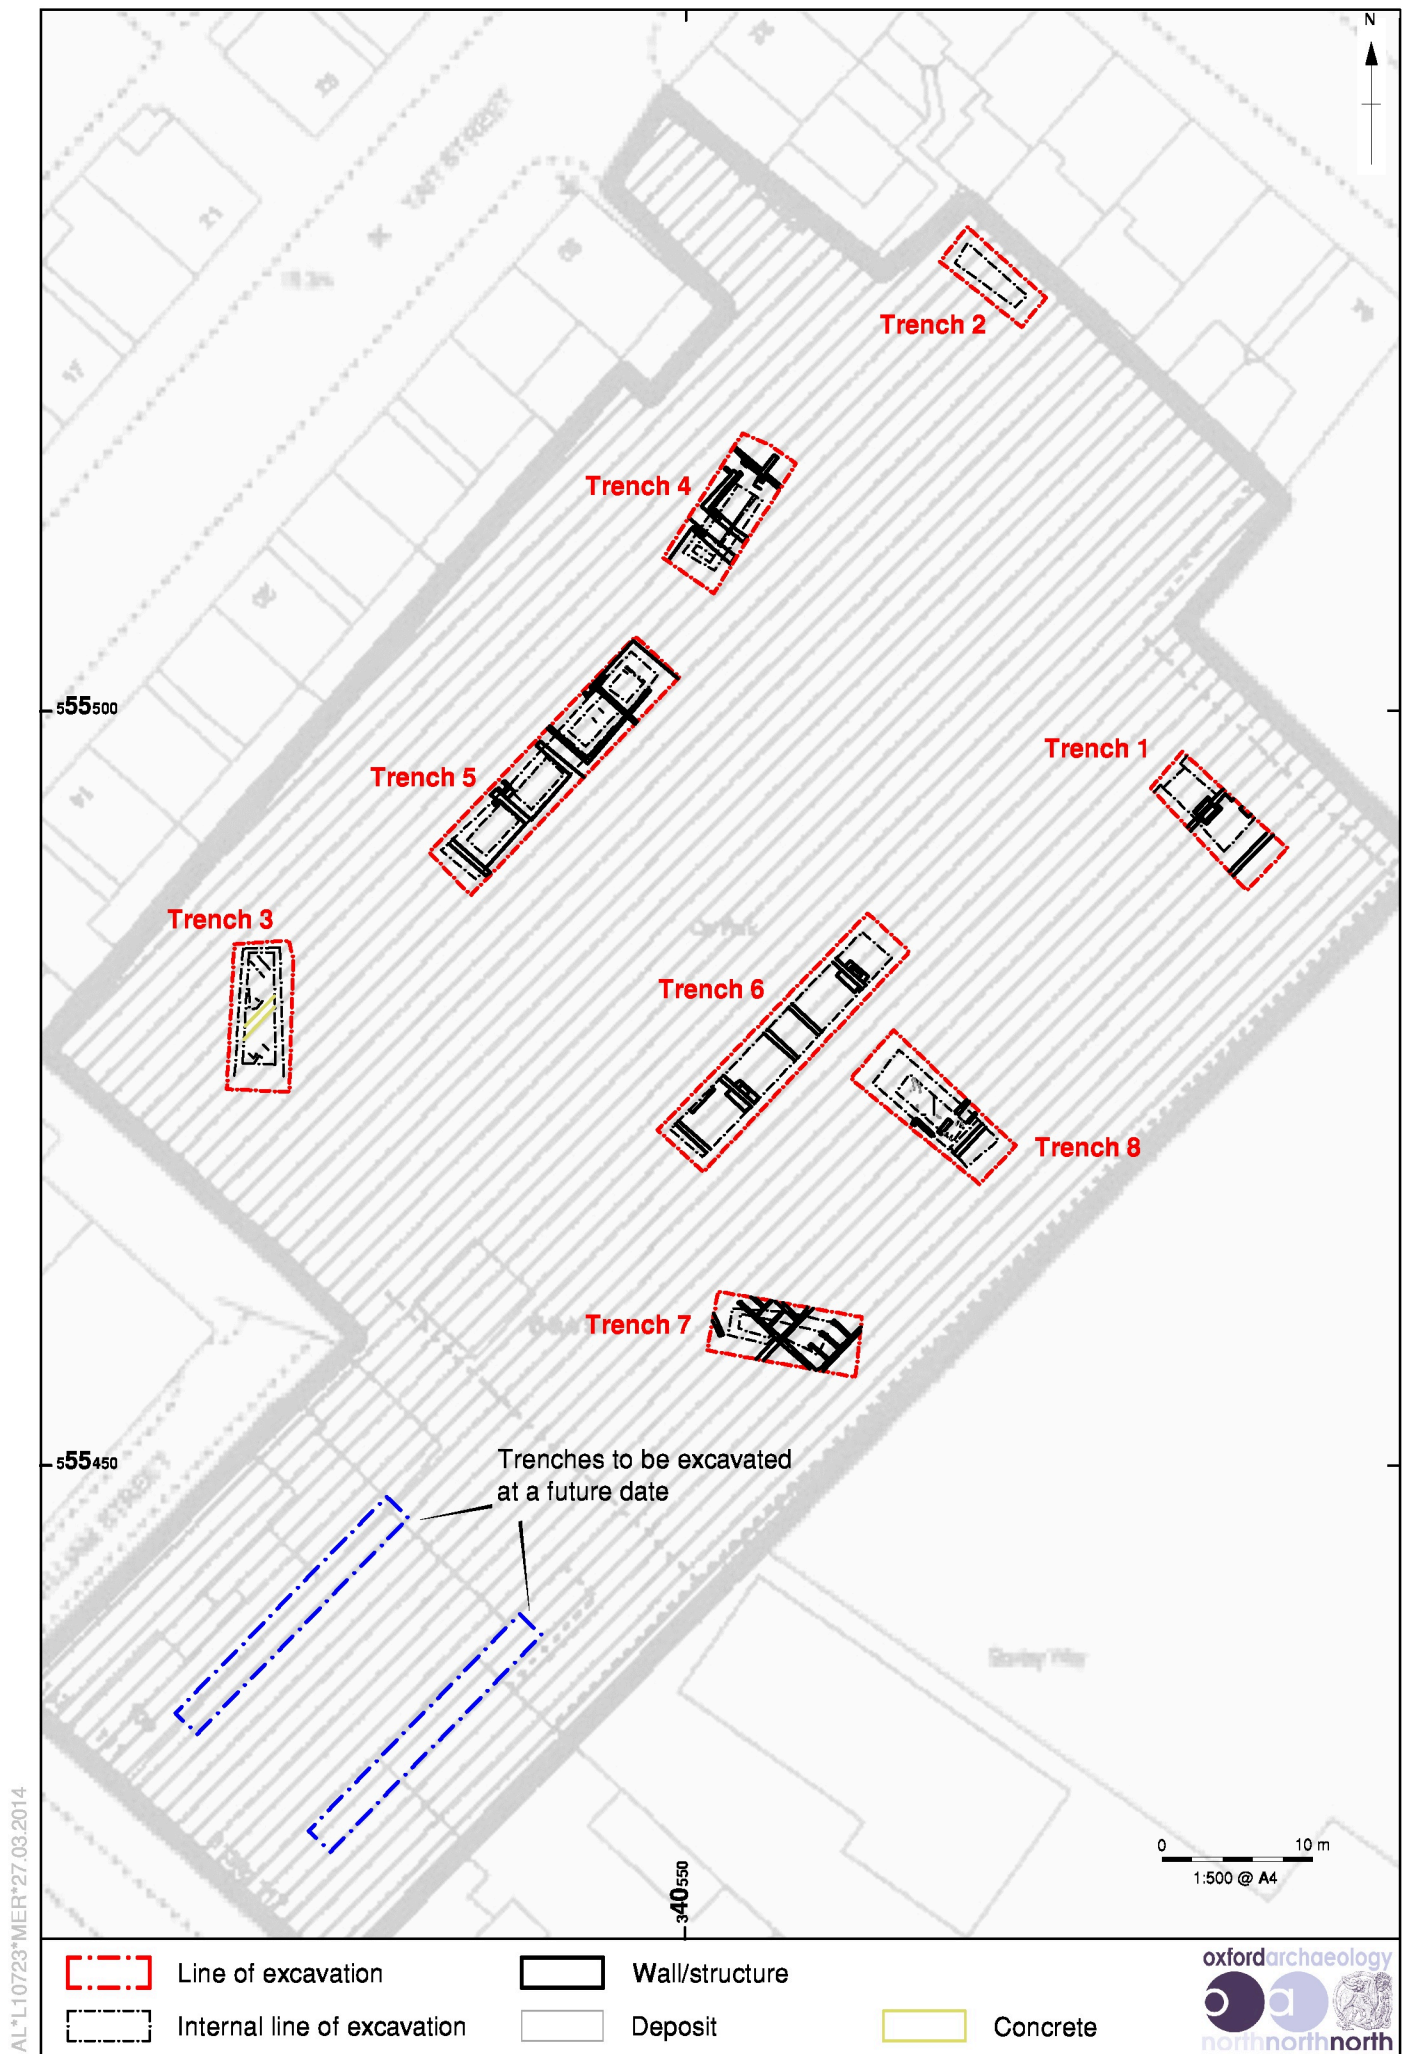 N
Trench 2
Trench 4
555500
Trench 1
Trench 5
Trench 3
Trench 6
Trench 8
Trench 7
555450
Trenches to be excavated
at a future date
0 10 m
1:500 @ A4
340550
AL*L10723*MER*27.03.2014
Line of excavation
Wall/structure
Internal line of excavation
Deposit
Concrete
oxfordarchaeology
oa
northnorthnorth